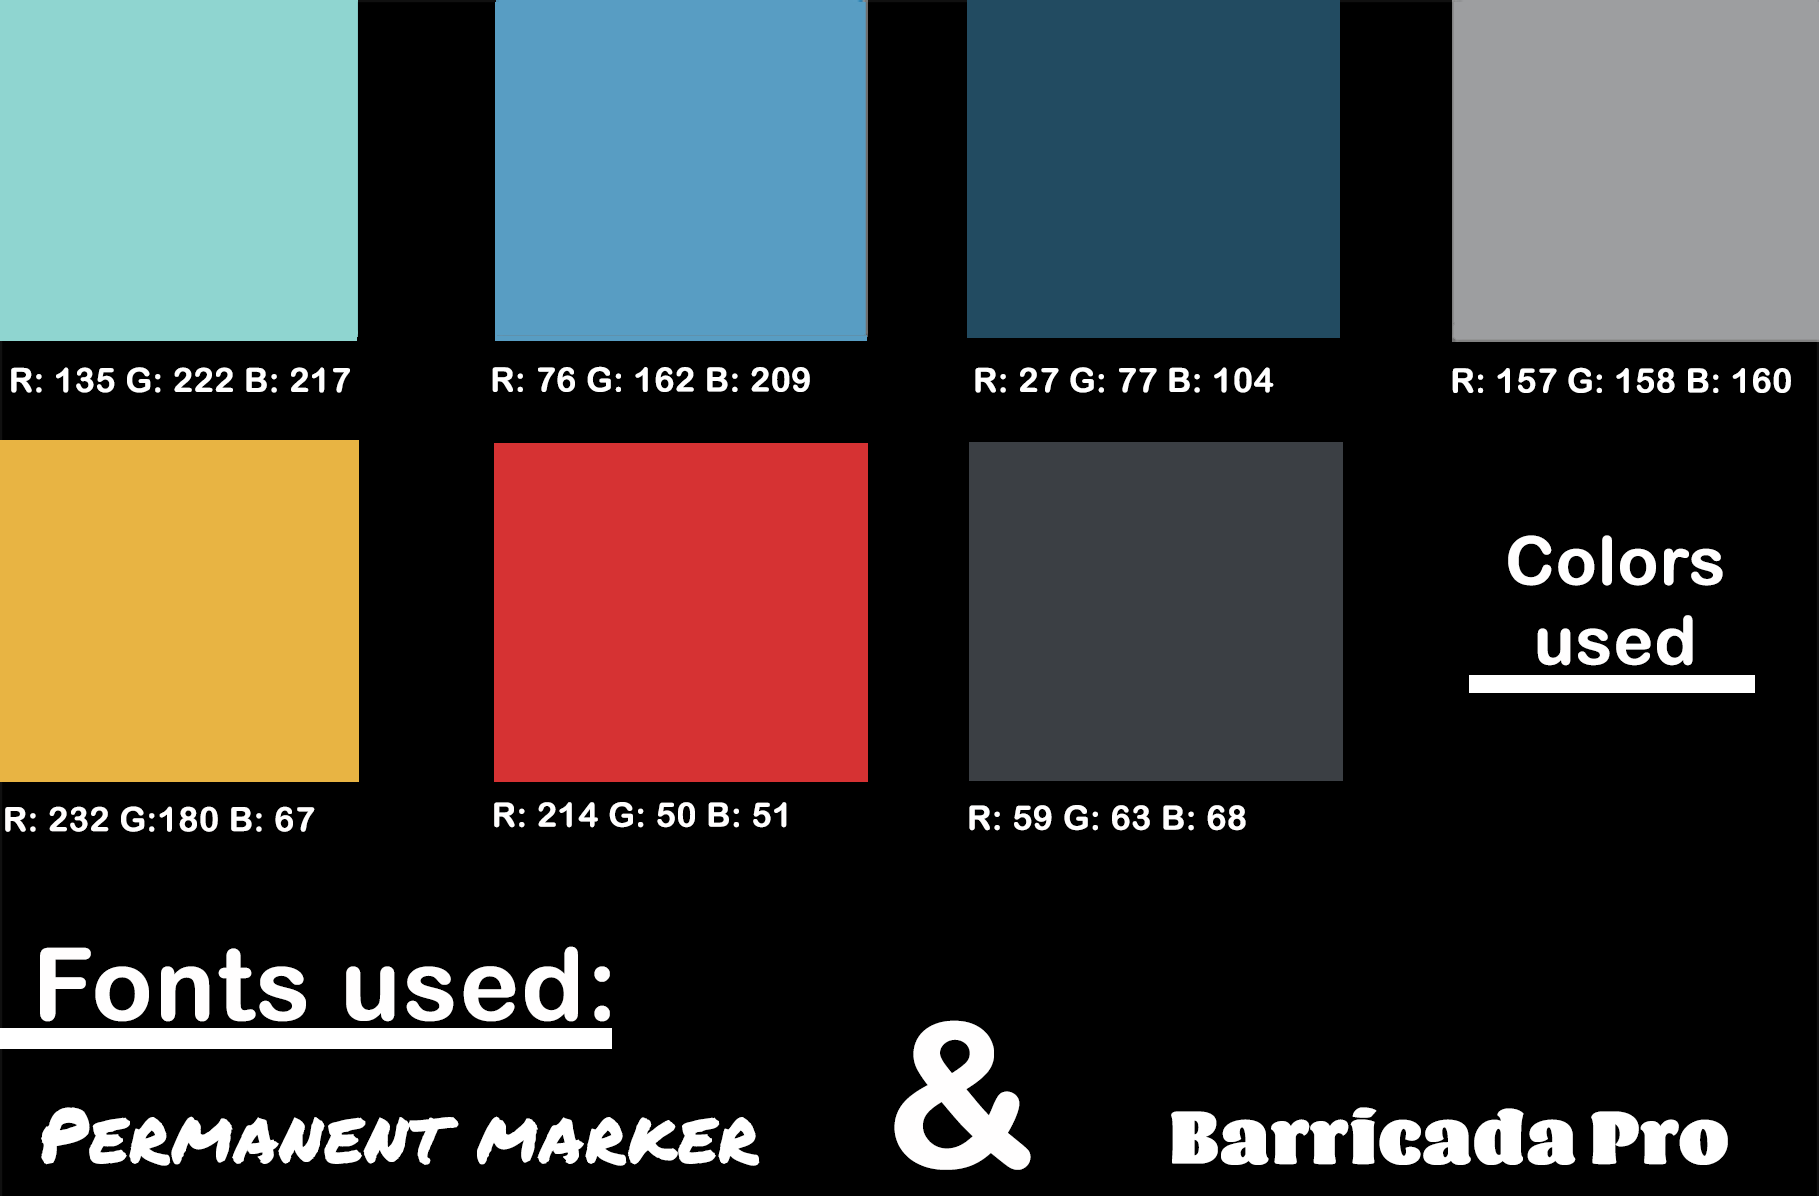 R: 135 G: 222 B: 217
R: 76 G: 162 B: 209
R: 27 G: 77 B: 104
R: 157 G: 158 B: 160
Colors
used
R: 232 G:180 B: 67
R: 214 G: 50 B: 51
R: 59 G: 63 B: 68
Fonts used:
PERMANENT MARKER
&
Barricada Pro